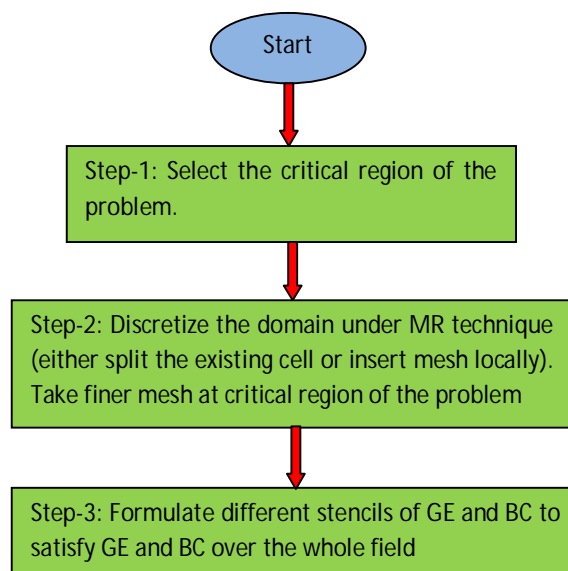 Start
Step-1: Select the critical region of the
problem.
Step-2: Discretize the domain under MR technique
(either split the existing cell or insert mesh locally).
Take finer mesh at critical region of the problem
Step-3: Formulate different stencils of GE and BC to
satisfy GE and BC over the whole field